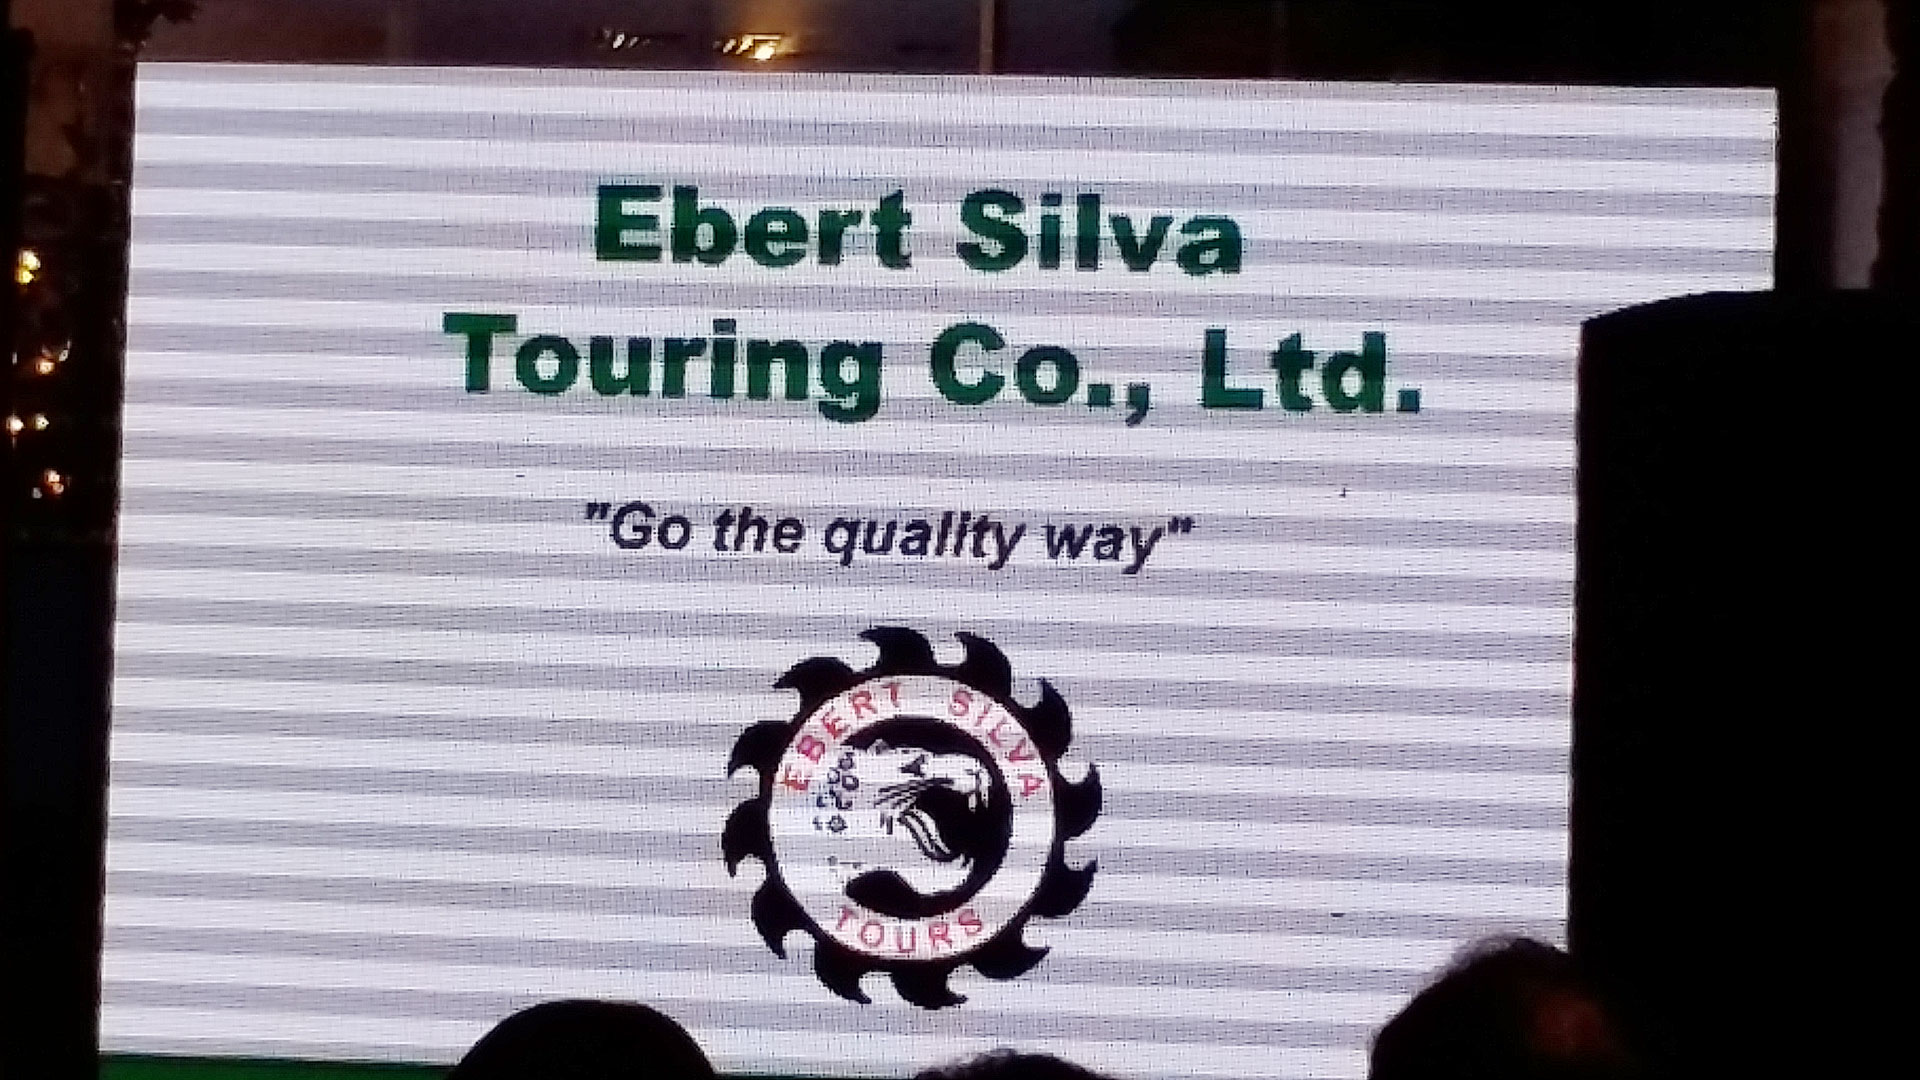 Ebert Silva
Touring Co., Ltd.
"Go the quality way"
EBERT SILVA
TOURS